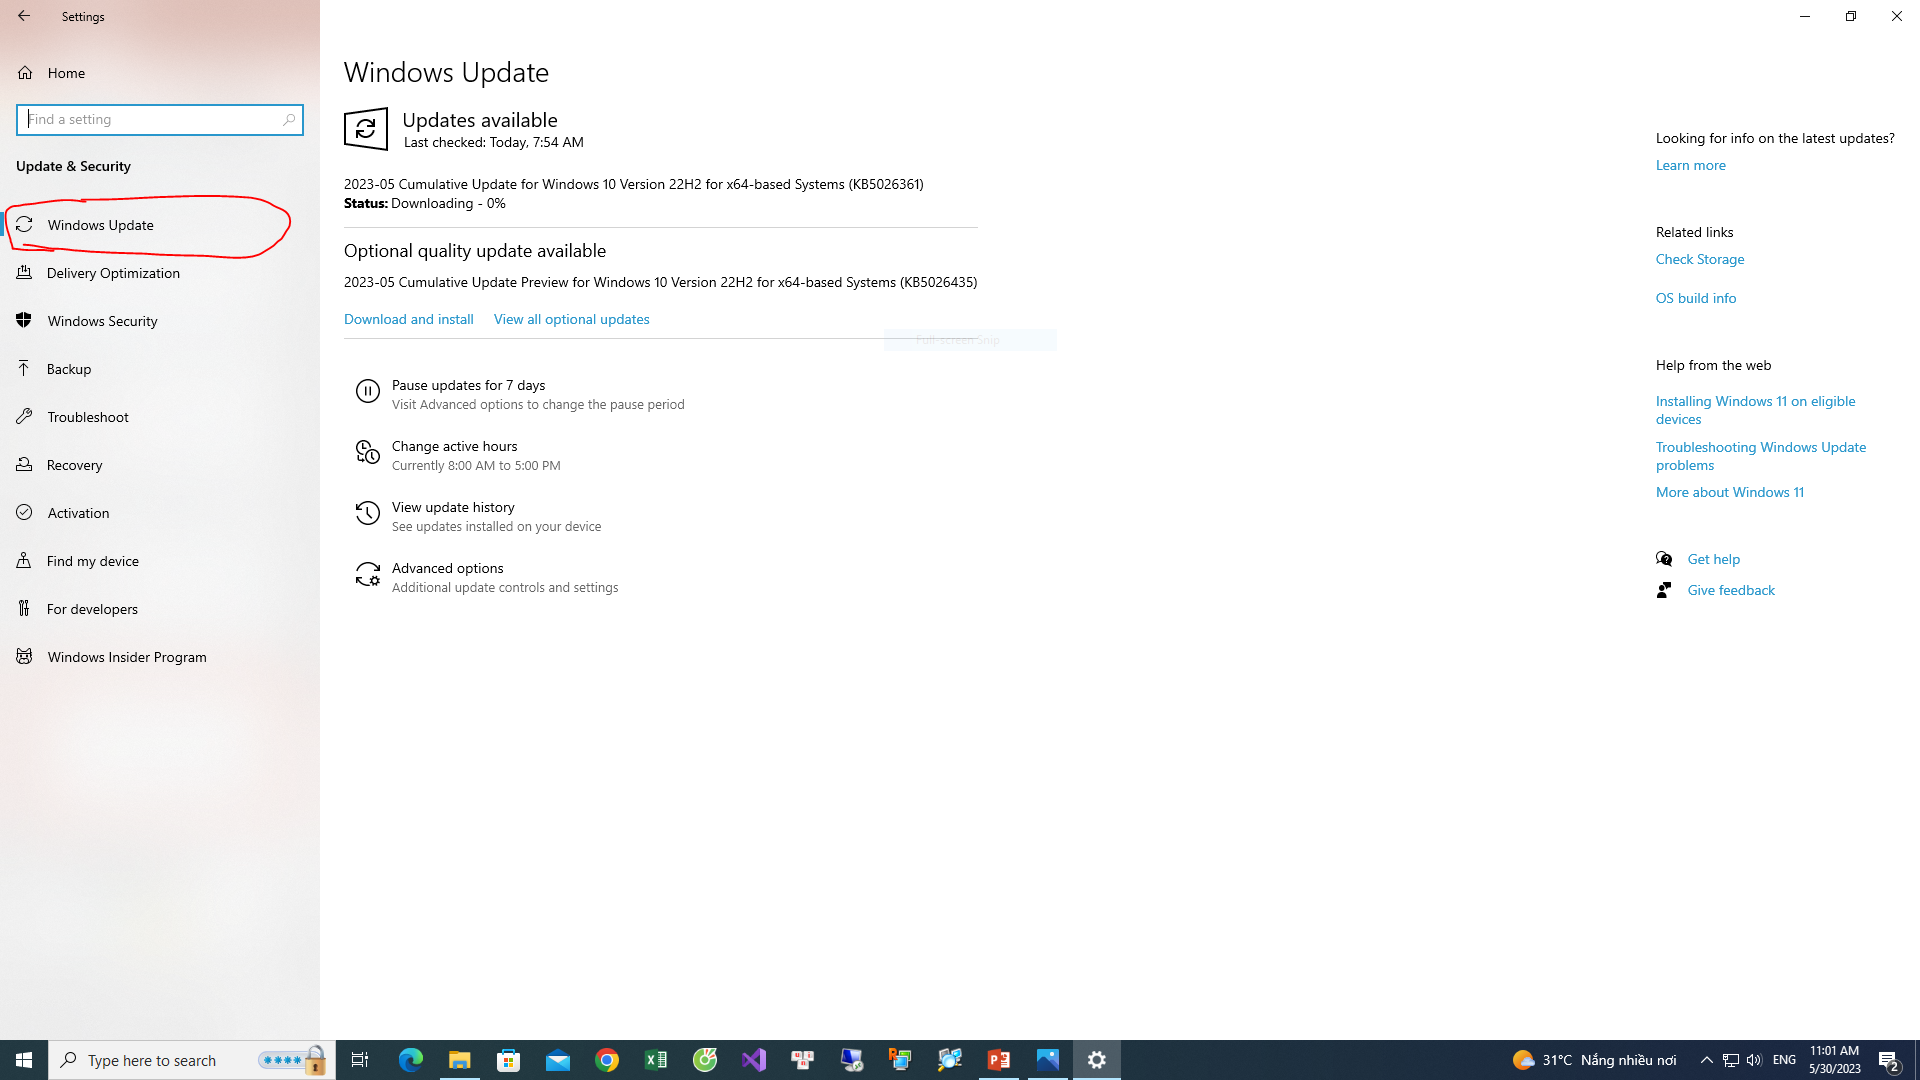 Settings
Home
Find a setting
Update & Security
Windows Update
Delivery Optimization
Windows Security
Backup
Troubleshoot
Recovery
Activation
Find my device
For developers
Windows Insider Program
Windows Update
Updates available
Last checked: Today, 7:54 AM
2023-05 Cumulative Update for Windows 10 Version 22H2 for x64-based Systems (KB5026361)
Status: Downloading - 0%
Optional quality update available
2023-05 Cumulative Update Preview for Windows 10 Version 22H2 for x64-based Systems (KB5026435)
Download and install View all optional updates
Full-screen Snip
Pause updates for 7 days
Visit Advanced options to change the pause period
Change active hours
Currently 8:00 AM to 5:00 PM
View update history
See updates installed on your device
Advanced options
Additional update controls and settings
Looking for info on the latest updates?
Learn more
Related links
Check Storage
OS build info
Help from the web
Installing Windows 11 on eligible
devices
Troubleshooting Windows Update
problems
More about Windows 11
Get help
Give feedback
Type here to search
31°C Nắng nhiều nơi
ENG
11:01 AM
5/30/2023
2